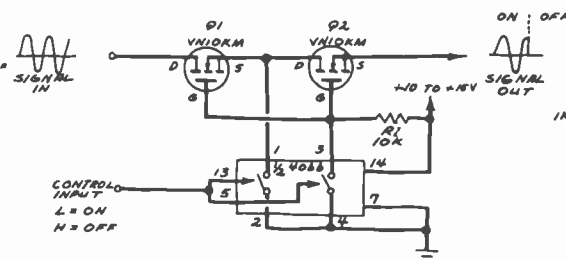 Q1
VN10KM
Q2
VN10KM
ON OFF
D S
G
D S
G
SIGNAL
IN
SIGNAL
OUT
+10 TO +15V
R1
10K
1 3
1/2 4066
14
13
5
7
2 4
CONTROL
INPUT
L = ON
H = OFF
IN